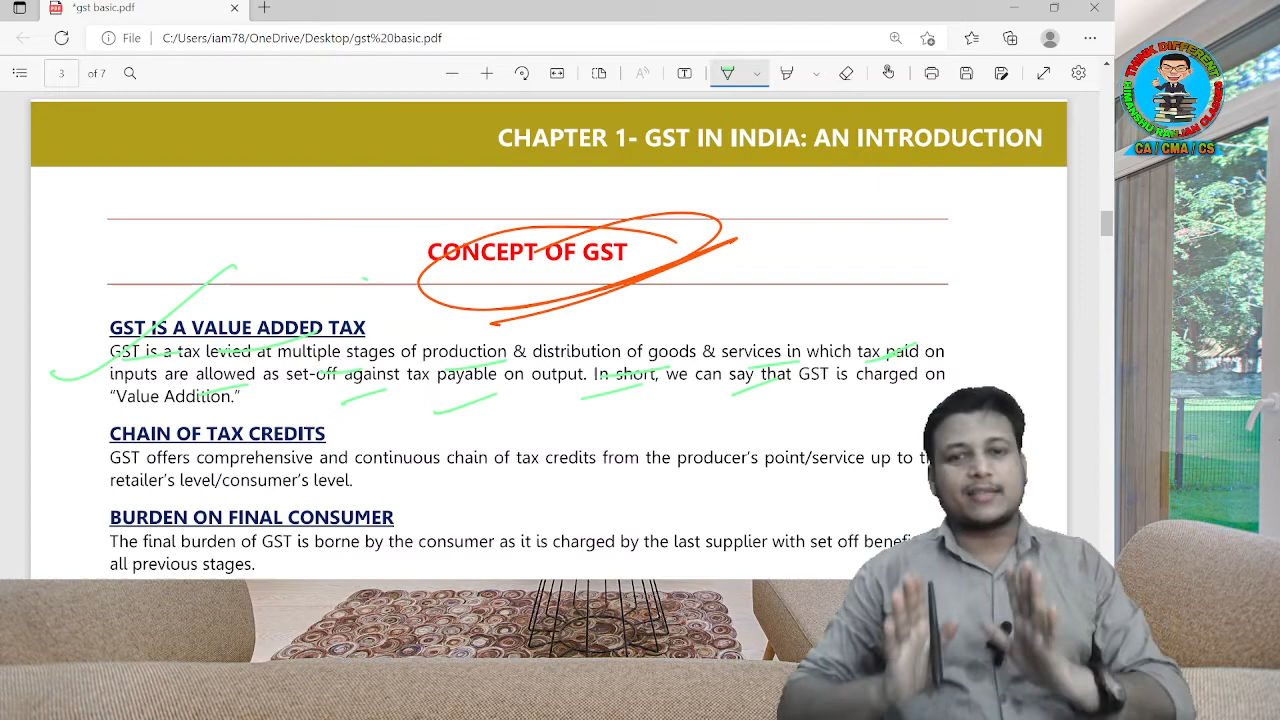 *gst basic.pdf
File
C:/Users/iam78/OneDrive/Desktop/gst%20basic.pdf
3 of 7
CHAPTER 1- GST IN INDIA: AN INTRODUCTION
CONCEPT OF GST
GST IS A VALUE ADDED TAX
GST is a tax levied at multiple stages of production & distribution of goods & services in which tax paid on
inputs are allowed as set-off against tax payable on output. In short, we can say that GST is charged on
“Value Addition.”
CHAIN OF TAX CREDITS
GST offers comprehensive and continuous chain of tax credits from the producer’s point/service up to
retailer’s level/consumer’s level.
BURDEN ON FINAL CONSUMER
The final burden of GST is borne by the consumer as it is charged by the last supplier with set off
all previous stages.
THINK DIFFERENT
HIMANSHU RANJAN CLASSES
CA / CMA / CS